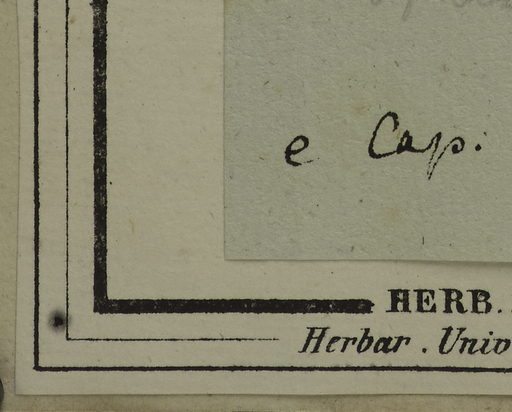 e Cap.
HERB.
Herbar. Univ